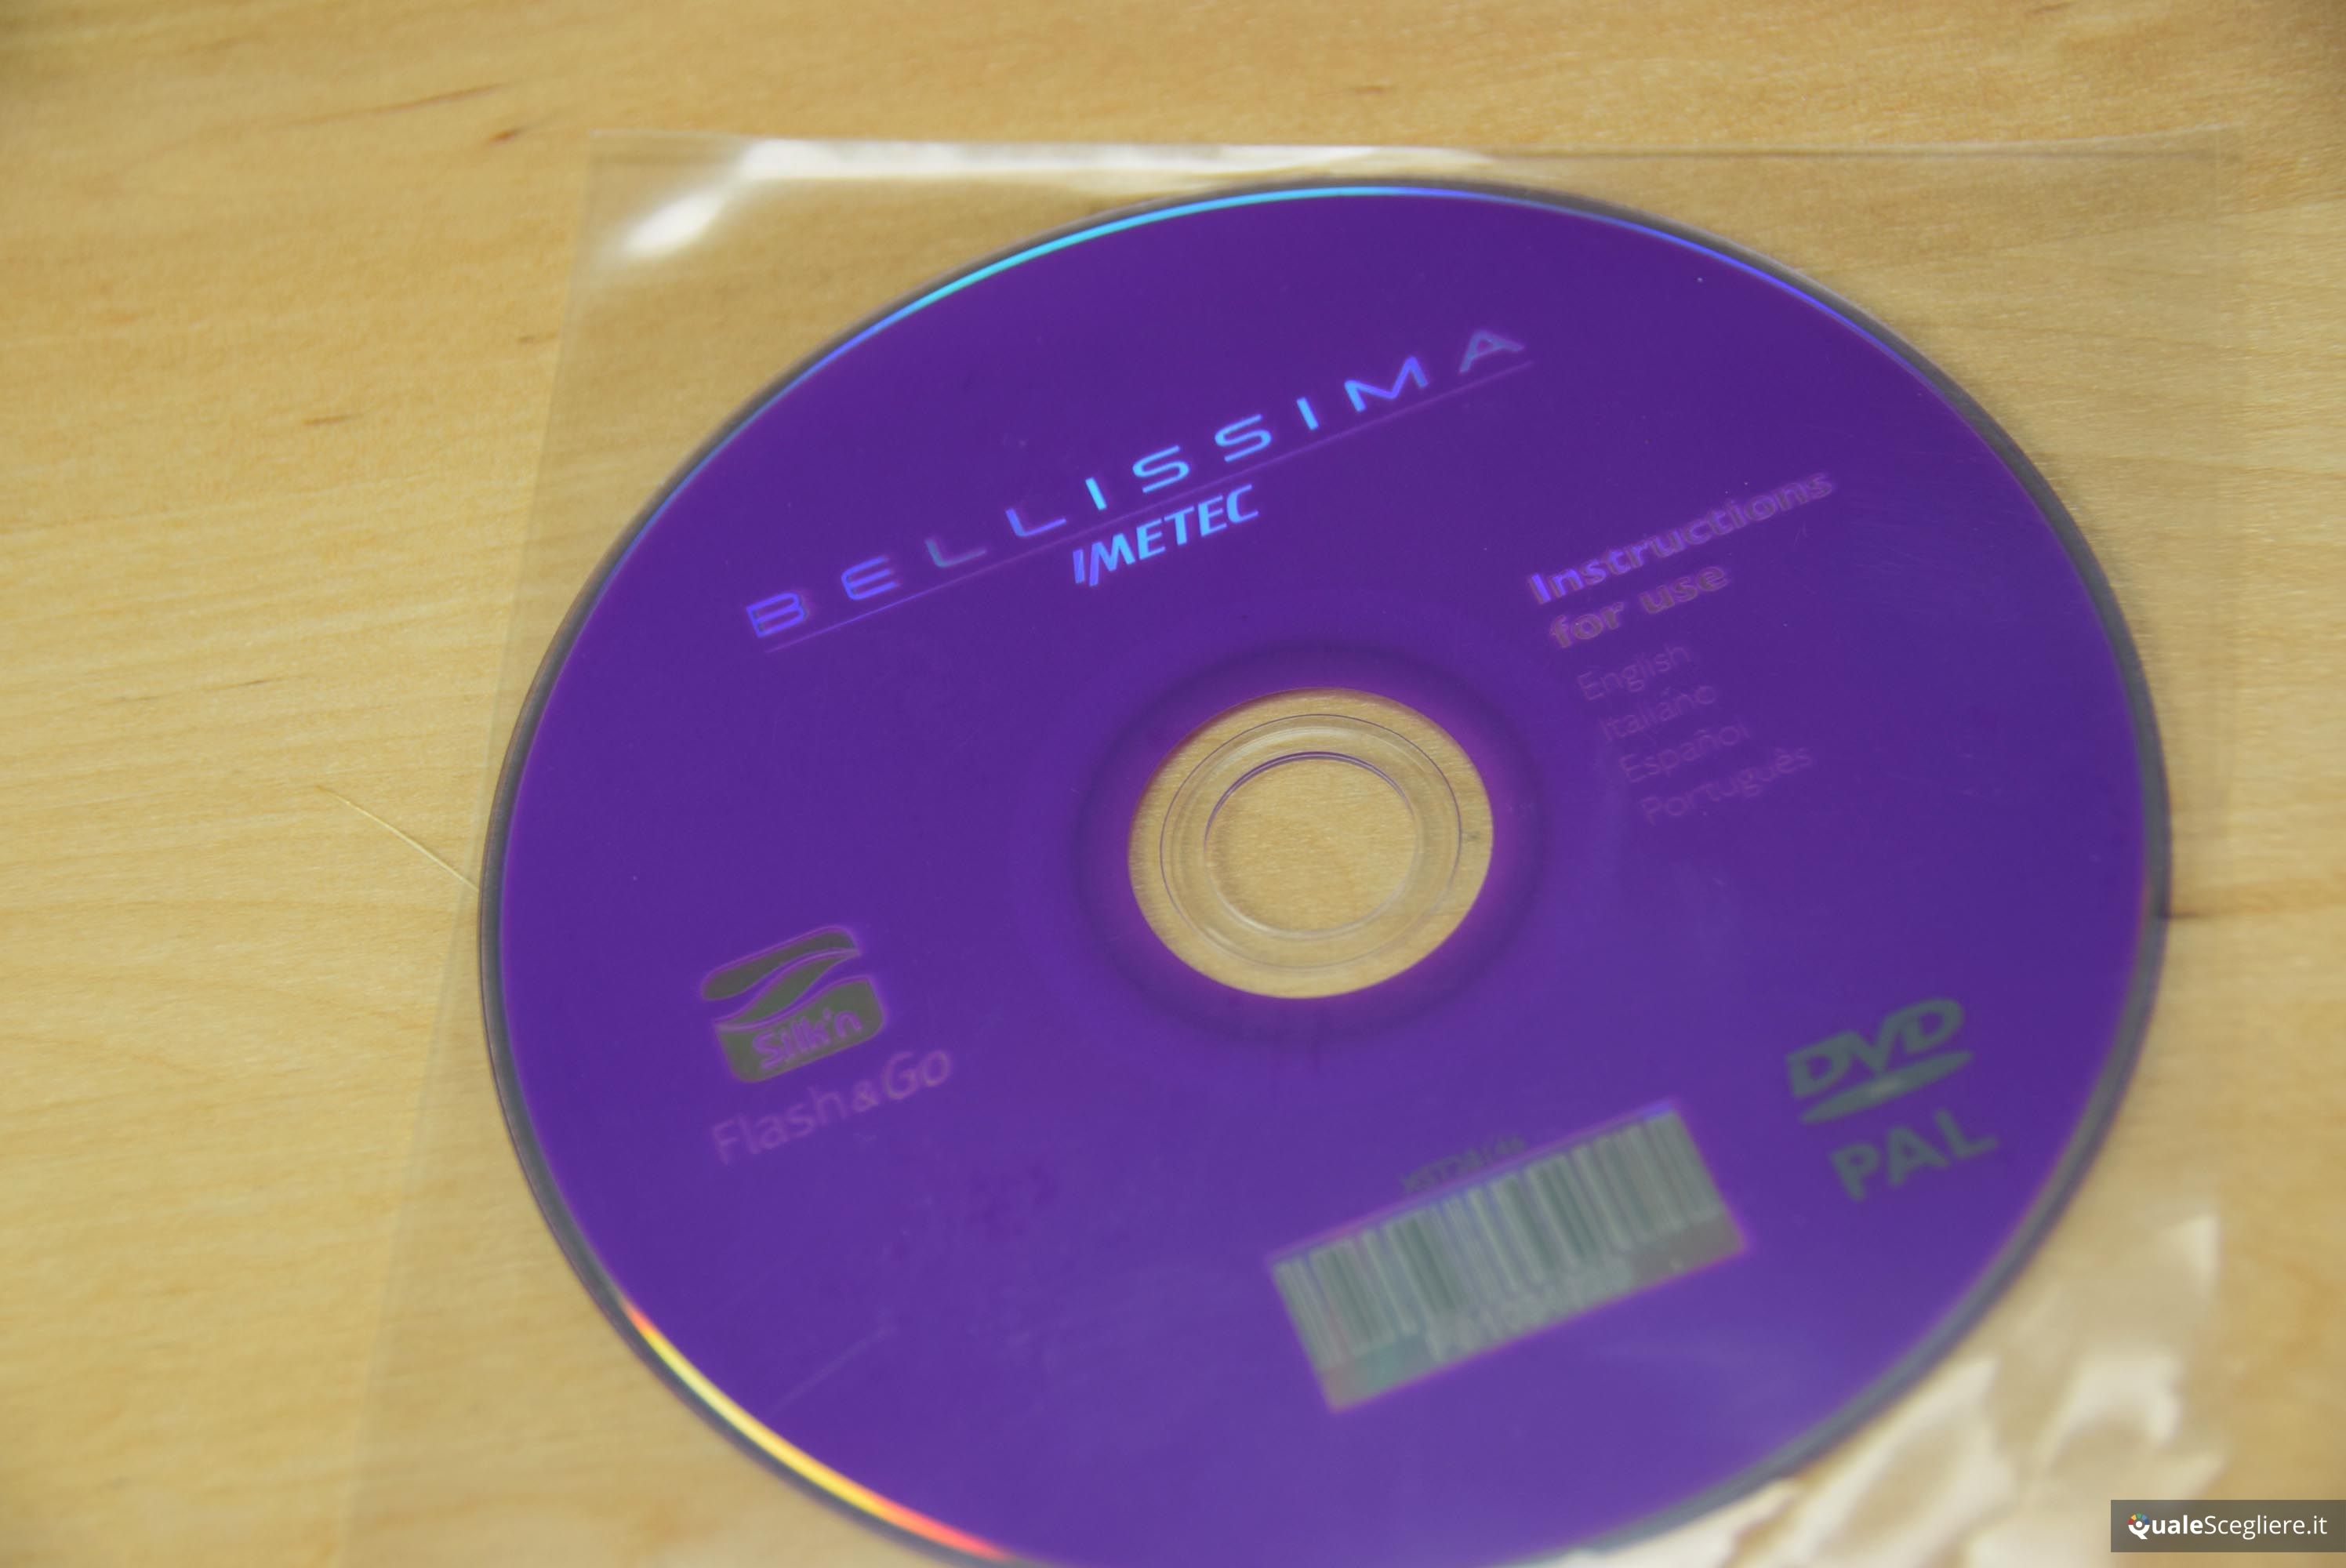 BELLISSIMA
IMETEC
Instructions
for use
English
Italiano
Español
Português
Silk'n
Flash&Go
DVD
PAL
QualeScegliere.it